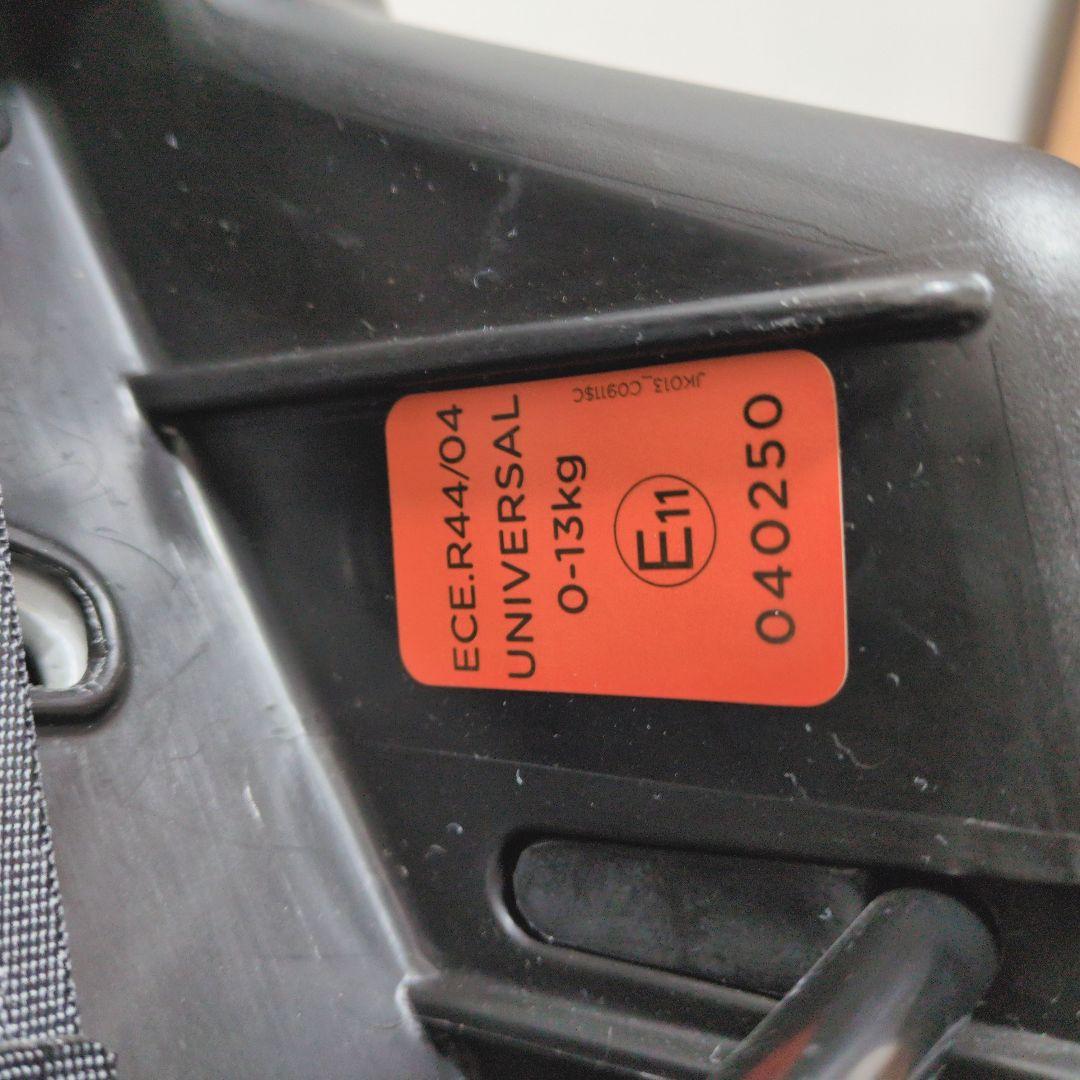 ECE.R44/04
UNIVERSAL
0-13kg
E11
040250
JK013_C0911$C